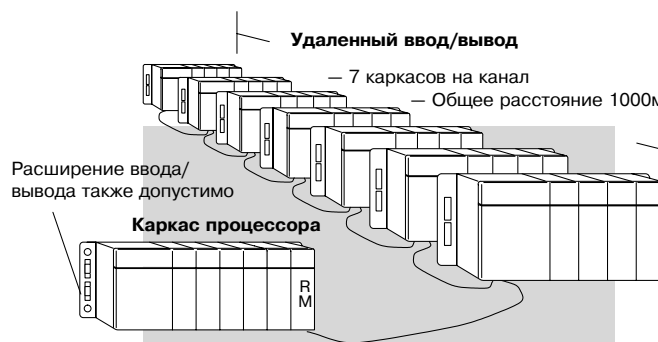 Удаленный ввод/вывод
– 7 каркасов на канал
– Общее расстояние 1000м
Расширение ввода/
вывода также допустимо
Каркас процессора
R
M